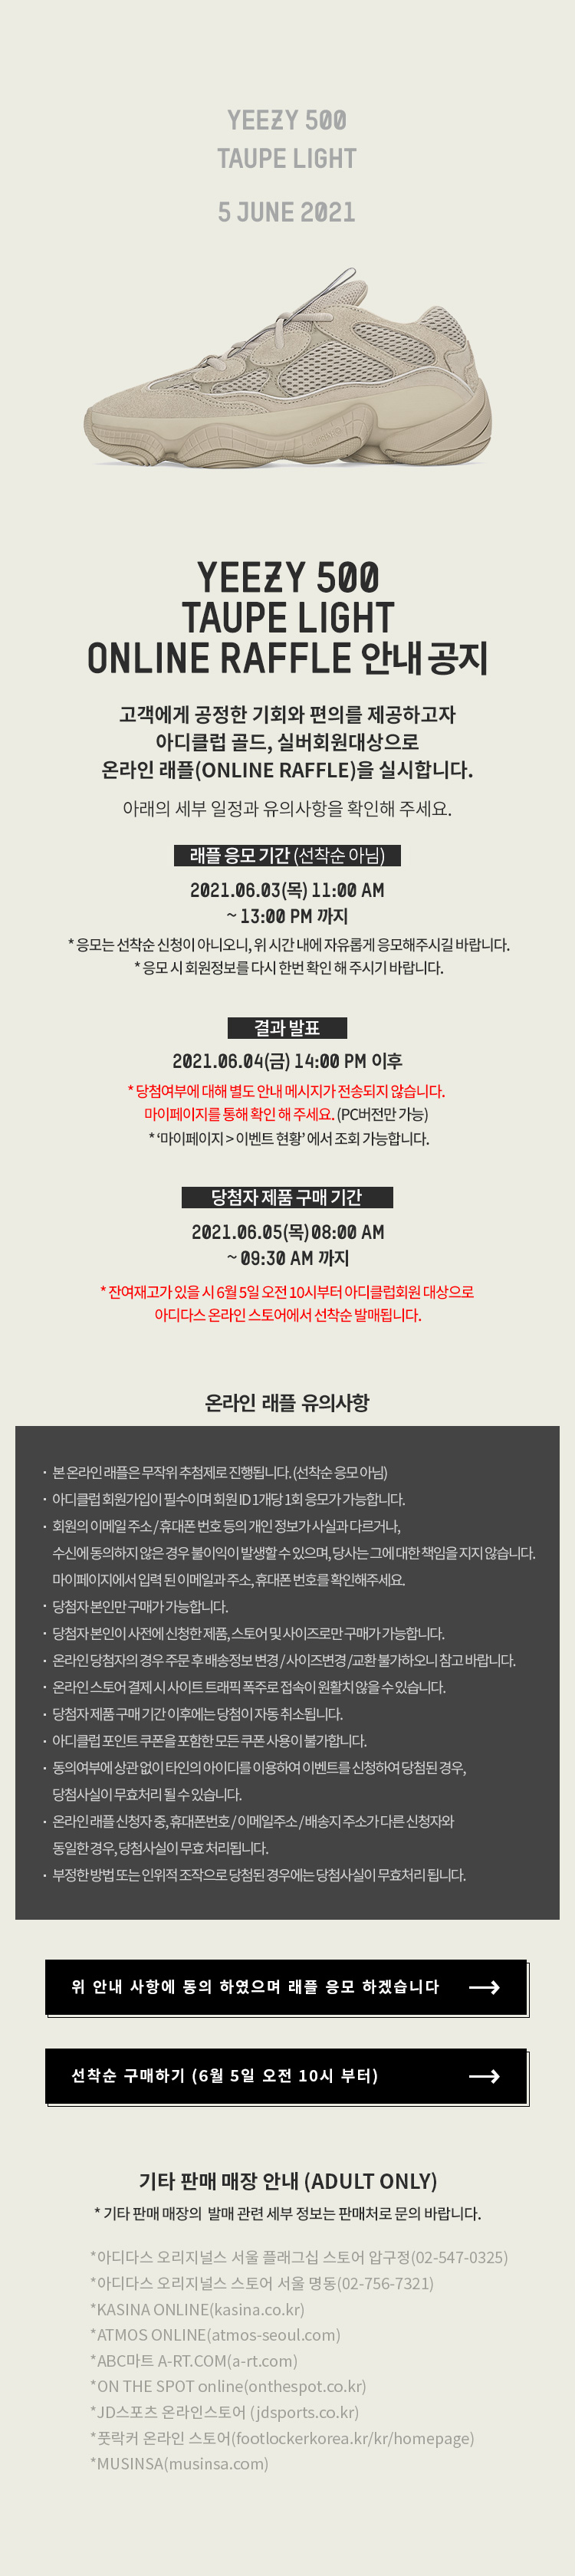 YEEZY 500
TAUPE LIGHT
5 JUNE 2021
YEEZY 500
TAUPE LIGHT
ONLINE RAFFLE 안내 공지
고객에게 공정한 기회와 편의를 제공하고자
아디클럽 골드, 실버회원대상으로
온라인 래플(ONLINE RAFFLE)을 실시합니다.
아래의 세부 일정과 유의사항을 확인해 주세요.
래플 응모 기간 (선착순 아님)
2021.06.03(목) 11:00 AM
~ 13:00 PM 까지
* 응모는 선착순 신청이 아니오니, 위 시간 내에 자유롭게 응모해주시길 바랍니다.
* 응모 시 회원정보를 다시 한번 확인 해 주시기 바랍니다.
결과 발표
2021.06.04(금) 14:00 PM 이후
* 당첨여부에 대해 별도 안내 메시지가 전송되지 않습니다.
마이페이지를 통해 확인 해 주세요. (PC버전만 가능)
* ‘마이페이지 > 이벤트 현황’ 에서 조회 가능합니다.
당첨자 제품 구매 기간
2021.06.05(목) 08:00 AM
~ 09:30 AM 까지
* 잔여재고가 있을 시 6월 5일 오전 10시부터 아디클럽회원 대상으로
아디다스 온라인 스토어에서 선착순 발매됩니다.
온라인 래플 유의사항
· 본 온라인 래플은 무작위 추첨제로 진행됩니다. (선착순 응모 아님)
· 아디클럽 회원가입이 필수이며 회원 ID 1개당 1회 응모가 가능합니다.
· 회원의 이메일 주소 / 휴대폰 번호 등의 개인 정보가 사실과 다르거나,
수신에 동의하지 않은 경우 불이익이 발생할 수 있으며, 당사는 그에 대한 책임을 지지 않습니다.
마이페이지에서 입력 된 이메일과 주소, 휴대폰 번호를 확인해주세요.
· 당첨자 본인만 구매가 가능합니다.
· 당첨자 본인이 사전에 신청한 제품, 스토어 및 사이즈로만 구매가 가능합니다.
· 온라인 당첨자의 경우 주문 후 배송정보 변경 / 사이즈변경 /교환 불가하오니 참고 바랍니다.
· 온라인 스토어 결제 시 사이트 트래픽 폭주로 접속이 원활치 않을 수 있습니다.
· 당첨자 제품 구매 기간 이후에는 당첨이 자동 취소됩니다.
· 아디클럽 포인트 쿠폰을 포함한 모든 쿠폰 사용이 불가합니다.
· 동의여부에 상관 없이 타인의 아이디를 이용하여 이벤트를 신청하여 당첨된 경우,
당첨사실이 무효처리 될 수 있습니다.
· 온라인 래플 신청자 중, 휴대폰번호 / 이메일주소 / 배송지 주소가 다른 신청자와
동일한 경우, 당첨사실이 무효 처리됩니다.
· 부정한 방법 또는 인위적 조작으로 당첨된 경우에는 당첨사실이 무효처리 됩니다.
위 안내 사항에 동의 하였으며 래플 응모 하겠습니다
선착순 구매하기 (6월 5일 오전 10시 부터)
기타 판매 매장 안내 (ADULT ONLY)
* 기타 판매 매장의 발매 관련 세부 정보는 판매처로 문의 바랍니다.
*아디다스 오리지널스 서울 플래그십 스토어 압구정(02-547-0325)
*아디다스 오리지널스 스토어 서울 명동(02-756-7321)
*KASINA ONLINE(kasina.co.kr)
*ATMOS ONLINE(atmos-seoul.com)
*ABC마트 A-RT.COM(a-rt.com)
*ON THE SPOT online(onthespot.co.kr)
*JD스포츠 온라인스토어 (jdsports.co.kr)
*풋락커 온라인 스토어(footlockerkorea.kr/kr/homepage)
*MUSINSA(musinsa.com)